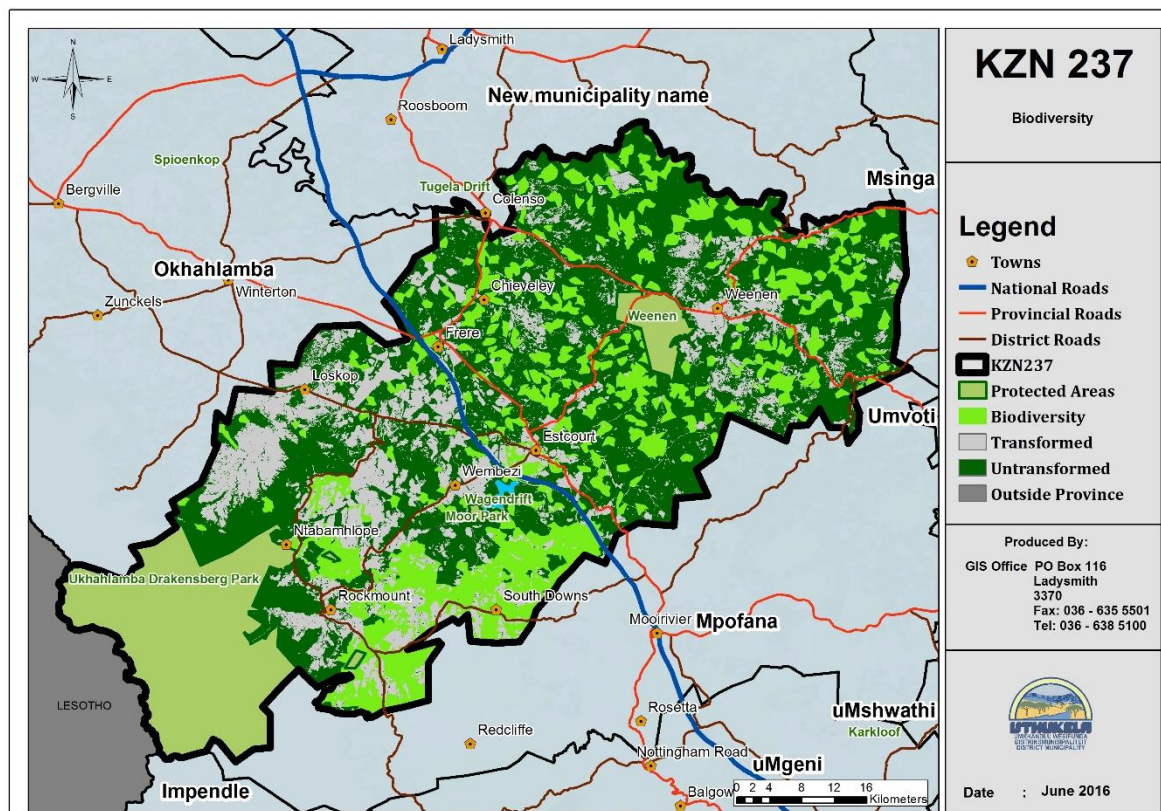 N
W
E
S
Ladysmith
Roosboom
New municipality name
Spioenkop
Bergville
Msinga
Tugela Drift
Colenso
Okhahlamba
Winterton
Zunckels
Chieveley
Weenen
Weenen
Frere
Loskop
Umvoti
Estcourt
Wembezi
Wagendrift
Moor Park
Ntabamhlope
Ukhahlamba Drakensberg Park
Rockmount
South Downs
Mooirivier
Mpofana
LESOTHO
Rosetta
uMshwathi
Karkloof
Redcliffe
Nottingham Road
uMgeni
Impendle
Balgow
0 2 4 8 12 16
Kilometers
KZN 237
Biodiversity
Legend
Towns
National Roads
Provincial Roads
District Roads
KZN237
Protected Areas
Biodiversity
Transformed
Untransformed
Outside Province
Produced By:
GIS Office PO Box 116
Ladysmith
3370
Fax: 036 - 635 5501
Tel: 036 - 638 5100
UTHUKELA
DISTRICT MUNICIPALITY
Date : June 2016